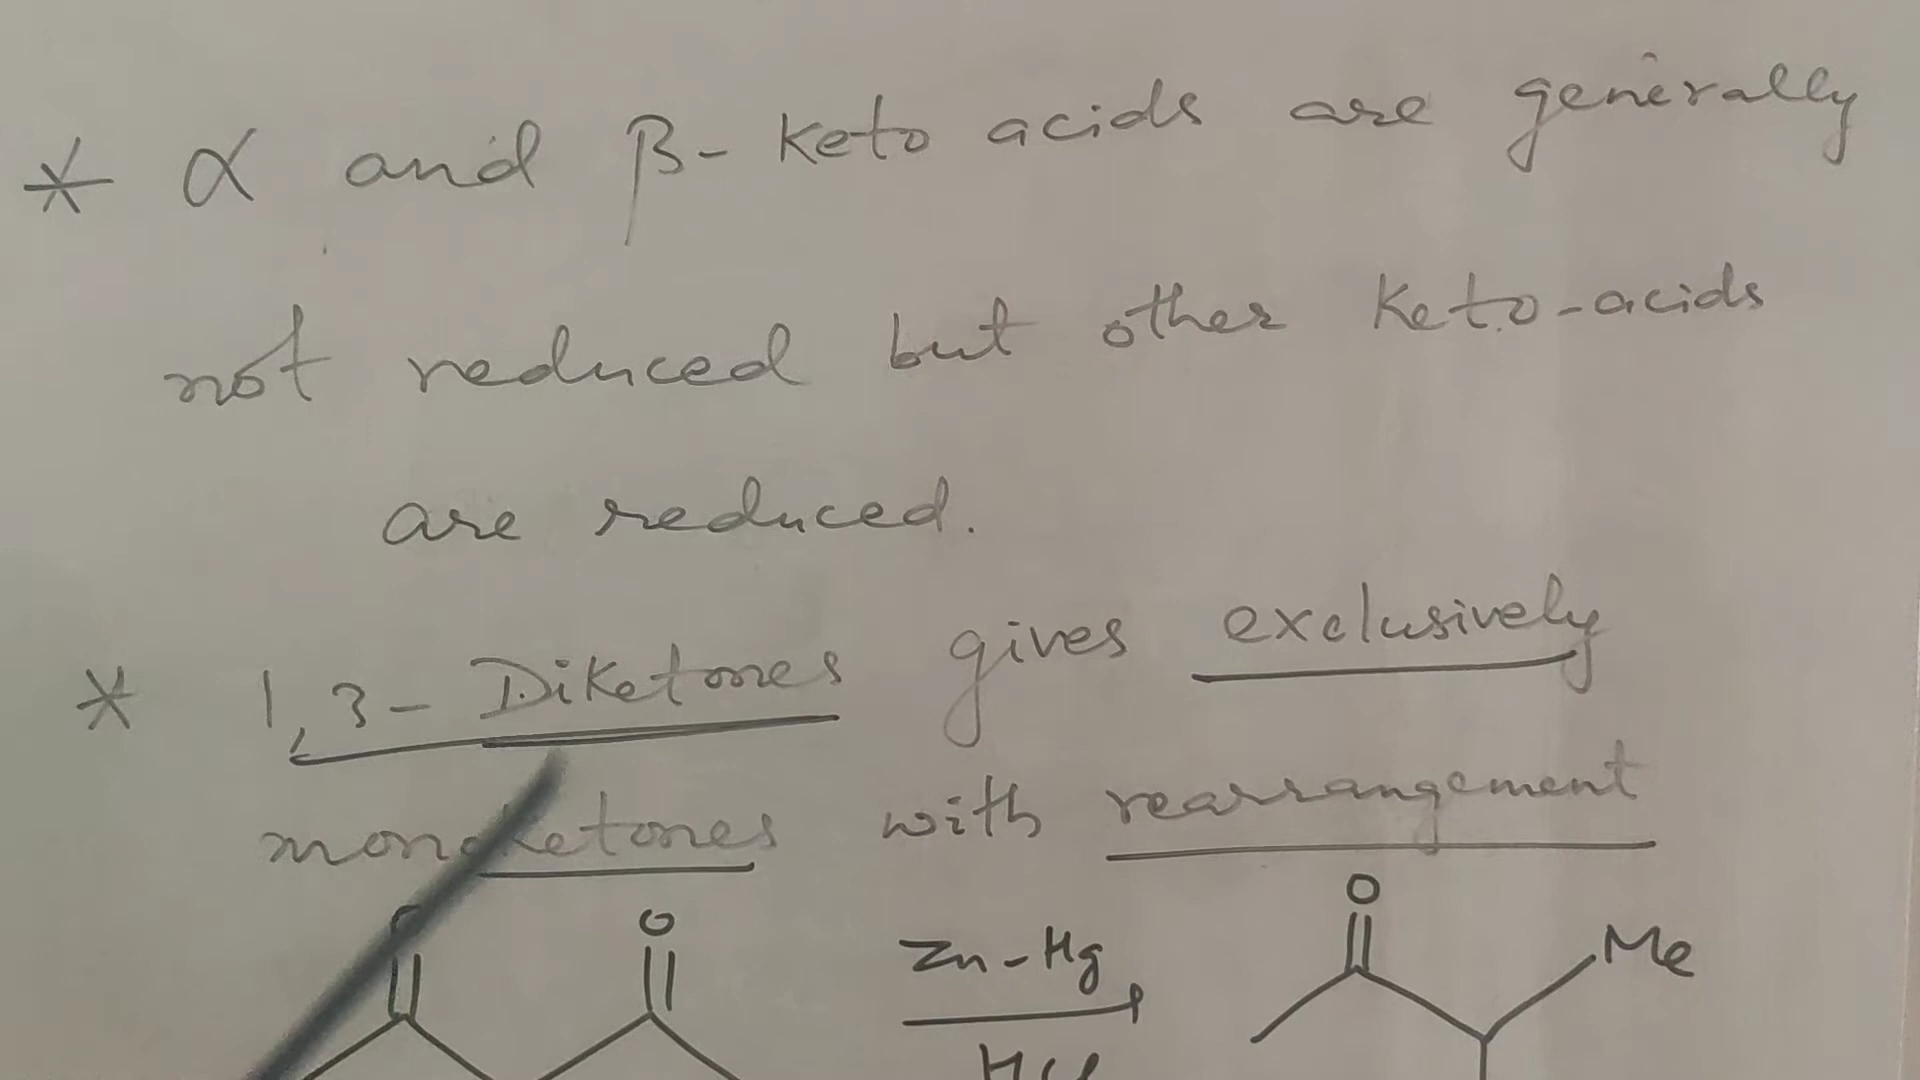 * α and β- Keto acids are generally
not reduced but other Keto-acids
are reduced.
* 1,3- Diketones gives exclusively
monoketones with rearrangement
O O Zn-Hg HCl O Me